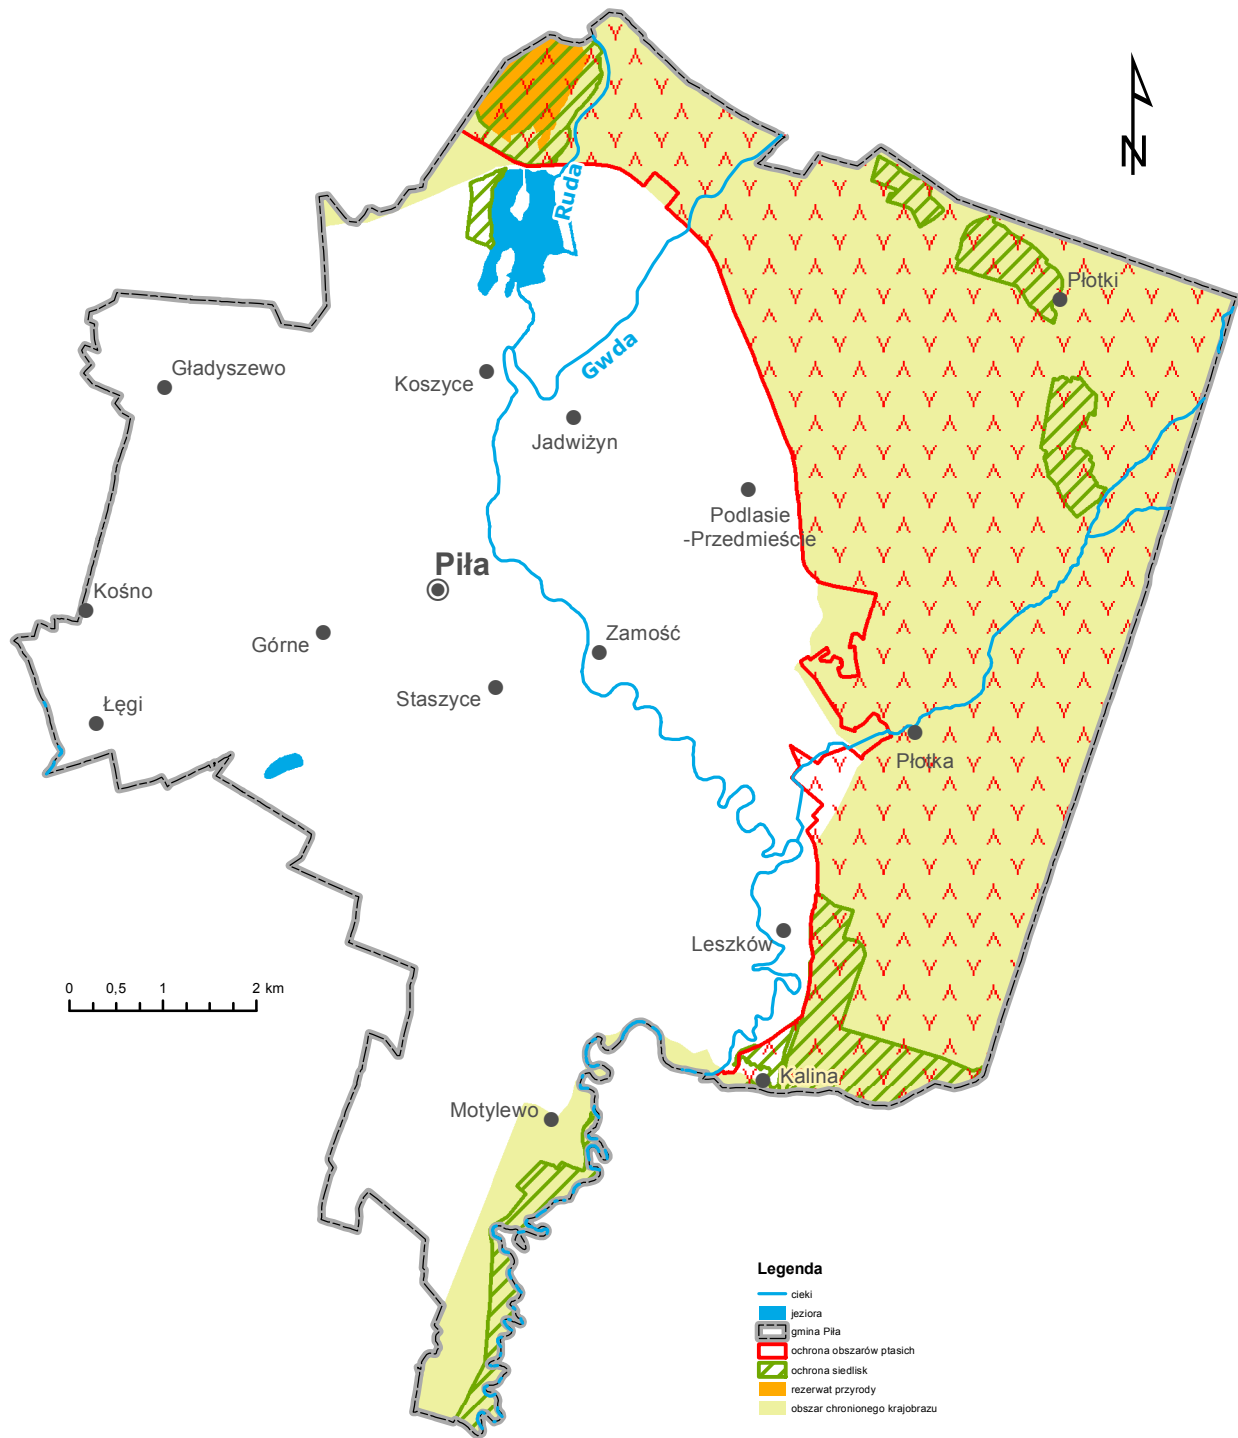 N
Ruda
Płotki
Gwda
Gładyszewo
Koszyce
Jadwiżyn
Podlasie
-Przedmieście
Piła
Kośno
Górne
Zamość
Staszyce
Łęgi
Płotka
Leszków
0 0,5 1 2 km
Kalina
Motylewo
Legenda
cieki
jeziora
gmina Piła
ochrona obszarów ptasich
ochrona siedlisk
rezerwat przyrody
obszar chronionego krajobrazu